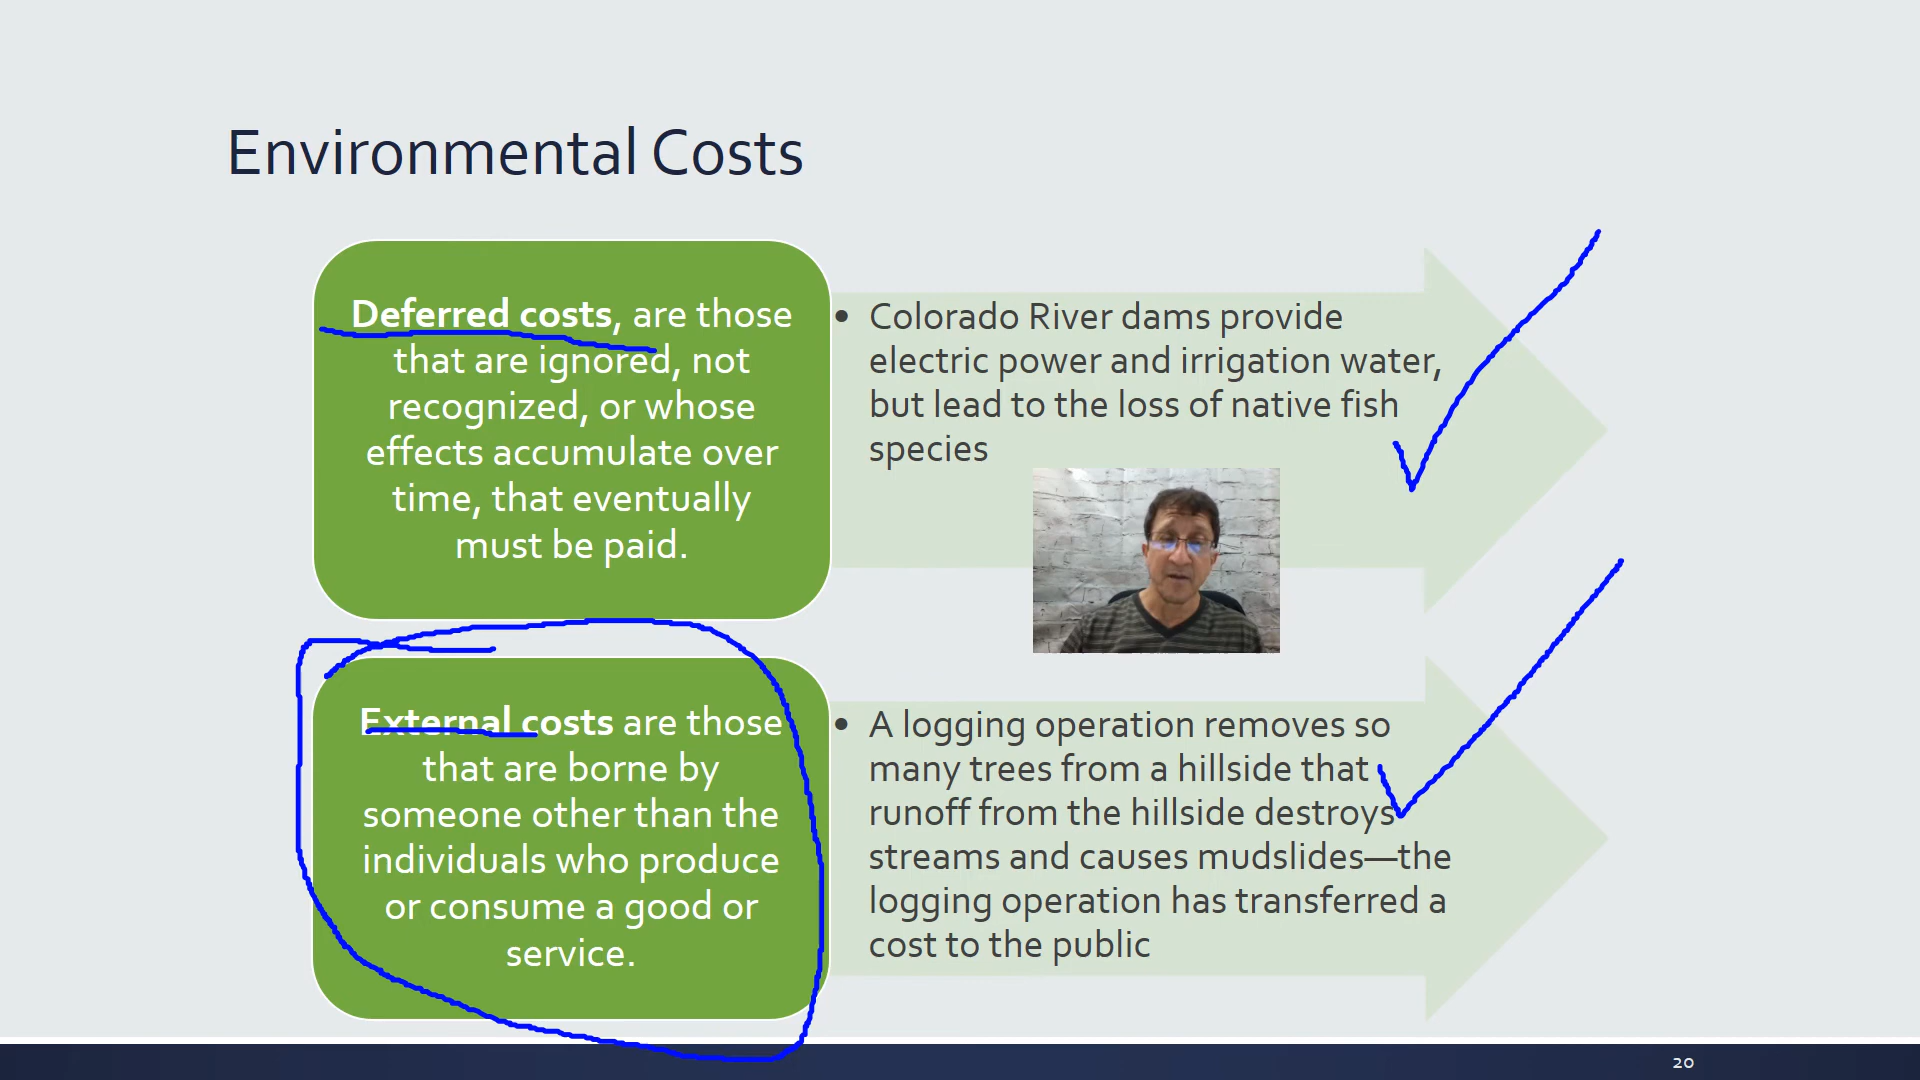 Environmental Costs
Deferred costs, are those
that are ignored, not
recognized, or whose
effects accumulate over
time, that eventually
must be paid.
• Colorado River dams provide
electric power and irrigation water,
but lead to the loss of native fish
species
External costs are those
that are borne by
someone other than the
individuals who produce
or consume a good or
service.
• A logging operation removes so
many trees from a hillside that
runoff from the hillside destroys
streams and causes mudslides—the
logging operation has transferred a
cost to the public
20